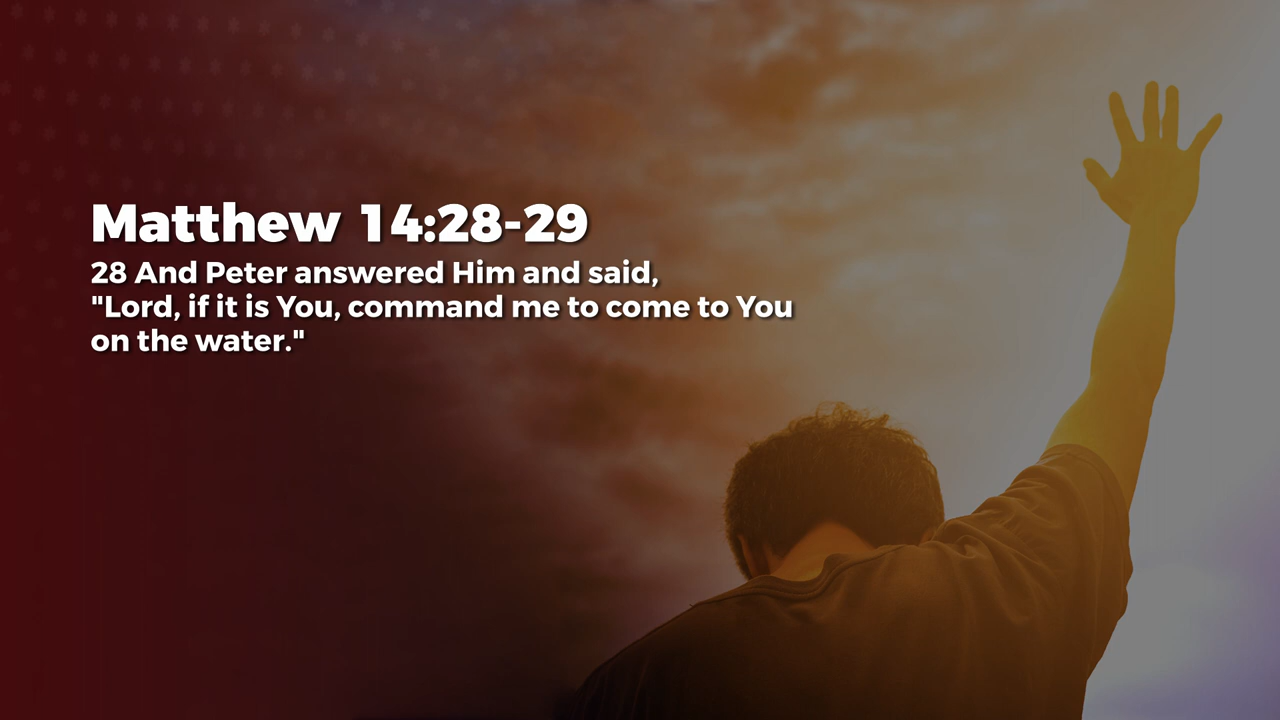 Matthew 14:28-29
28 And Peter answered Him and said,
"Lord, if it is You, command me to come to You
on the water."